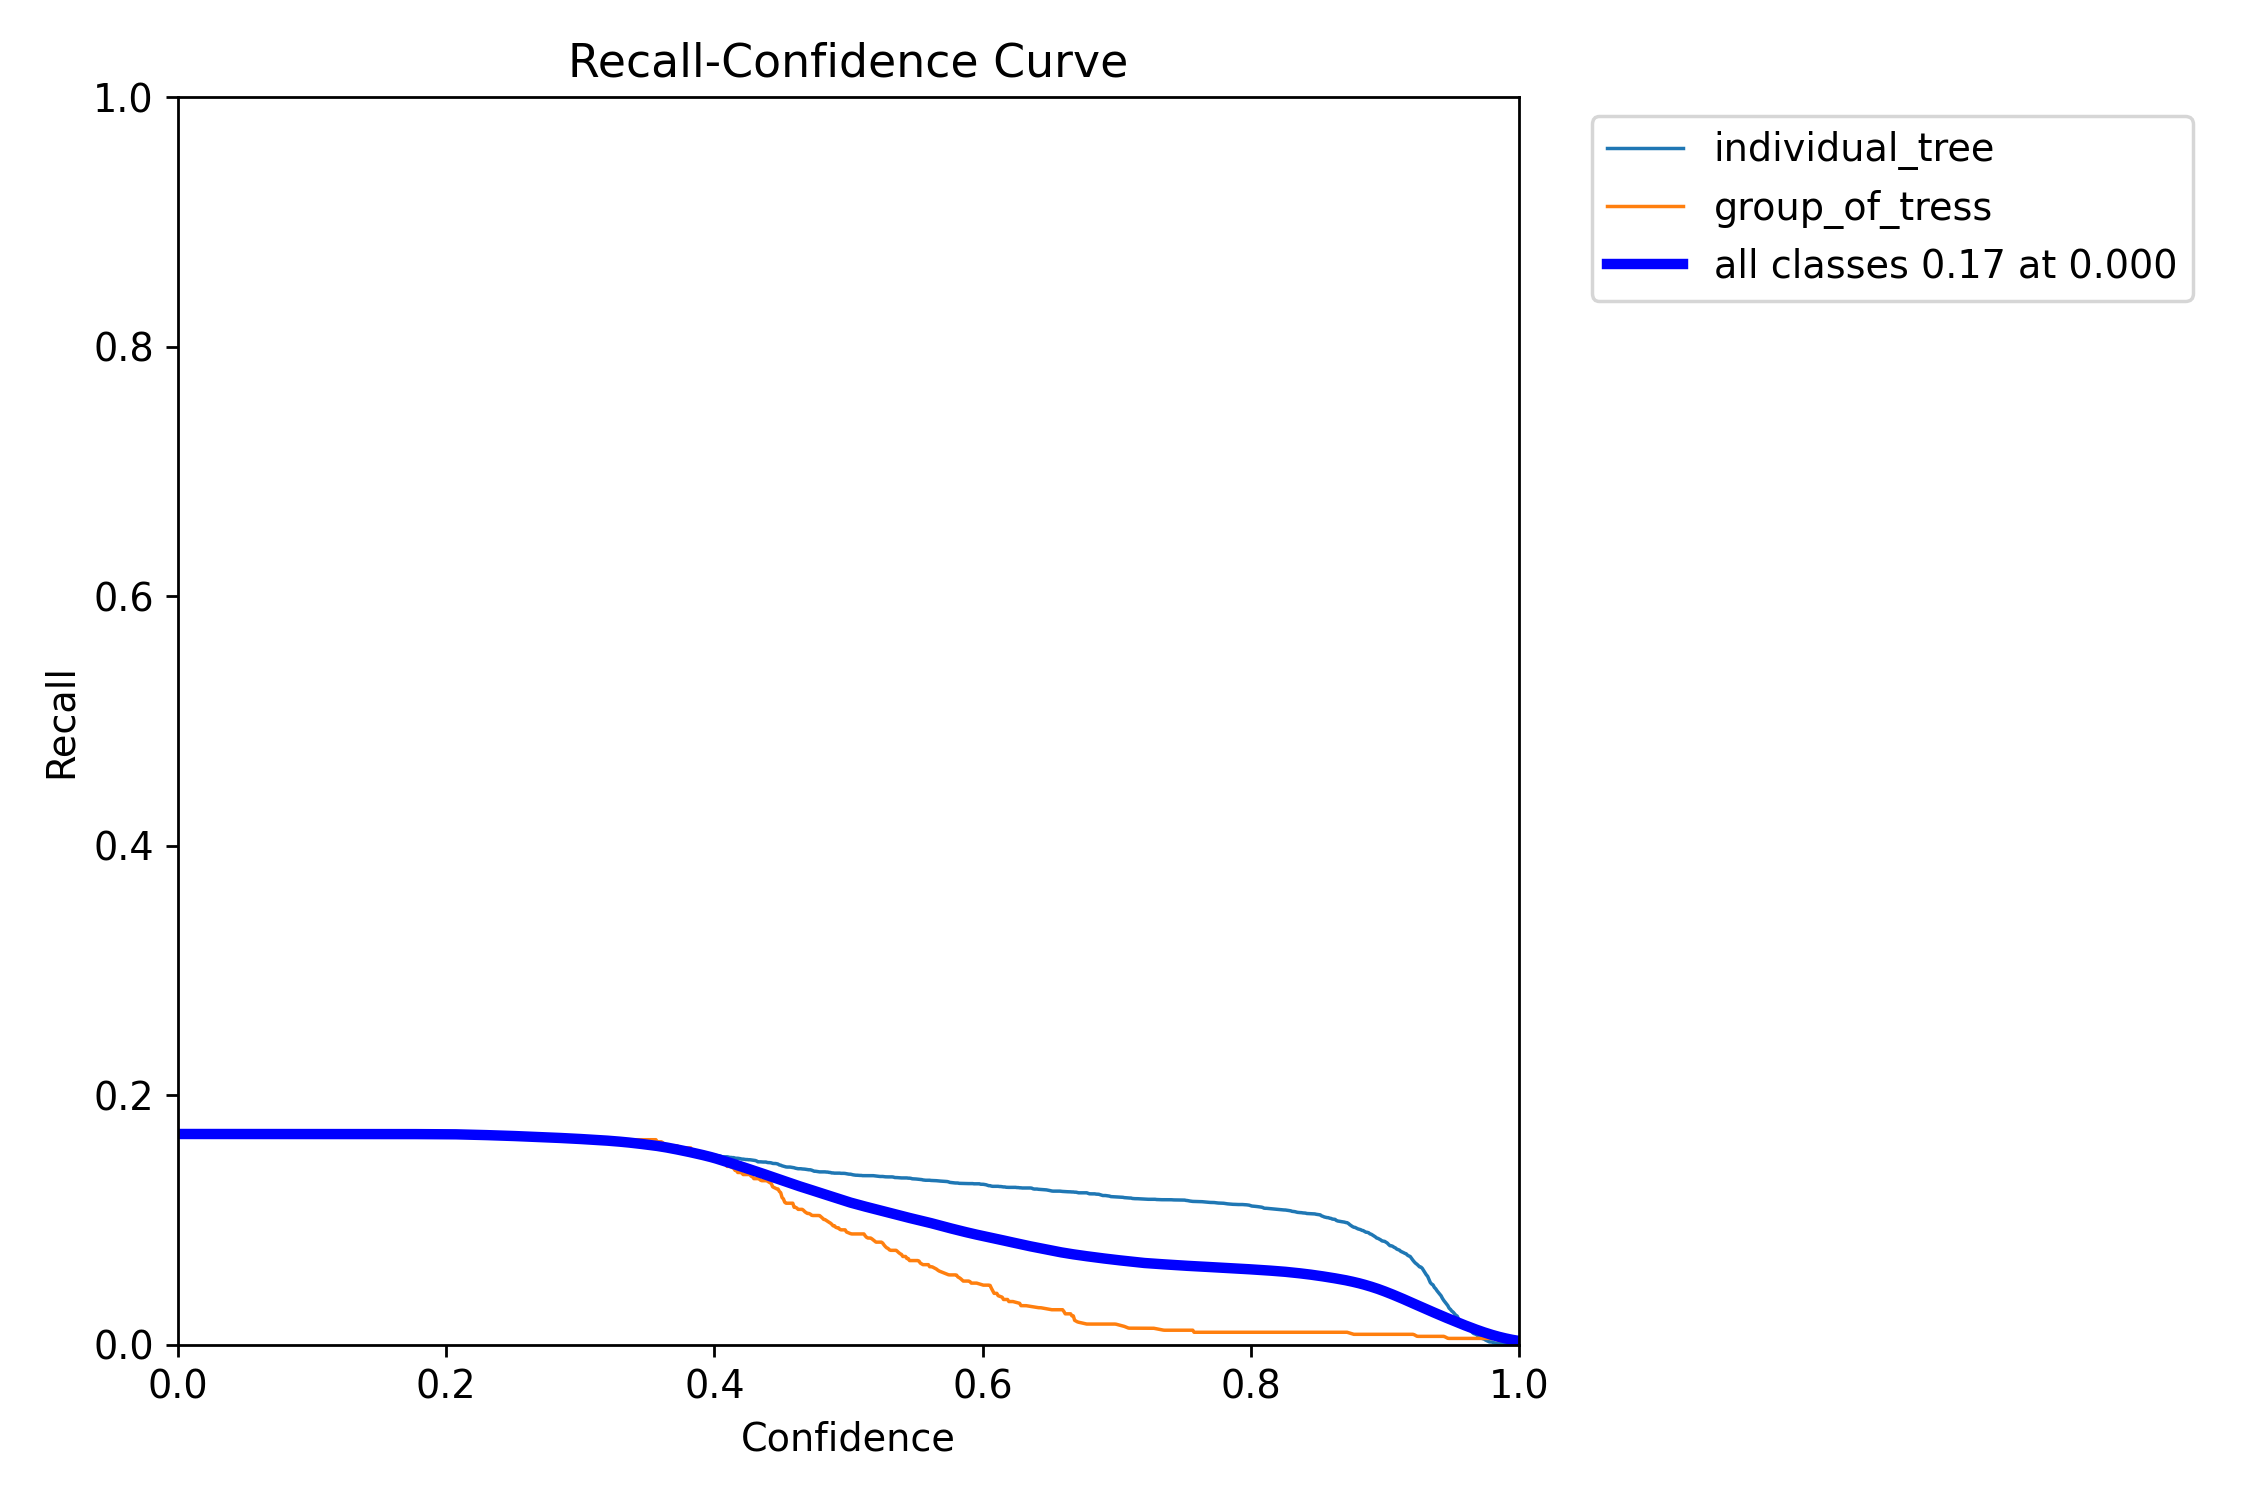 Recall-Confidence Curve
1.0
0.8
0.6
0.4
0.2
0.0
Recall
0.0 0.2 0.4 0.6 0.8 1.0
Confidence
individual_tree
group_of_tress
all classes 0.17 at 0.000